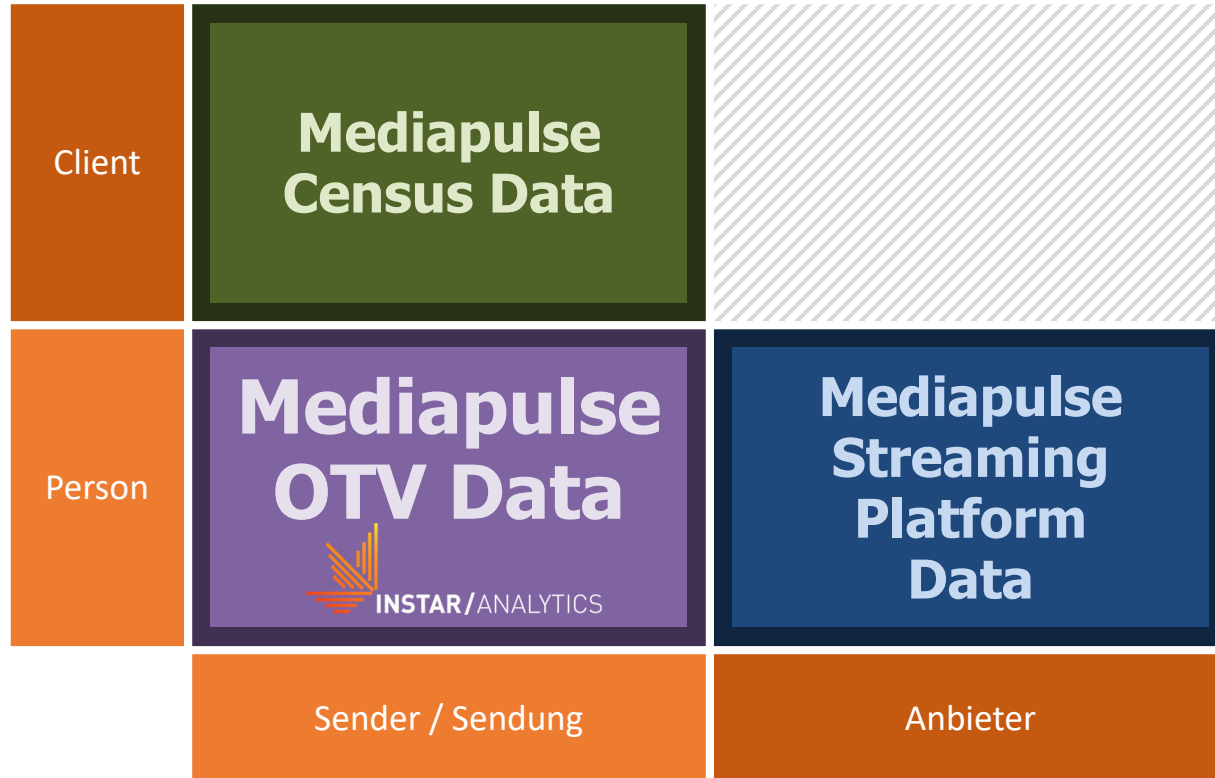 Client
Mediapulse
Census Data
Person
Mediapulse
OTV Data
INSTAR/ANALYTICS
Mediapulse
Streaming
Platform
Data
Sender / Sendung
Anbieter